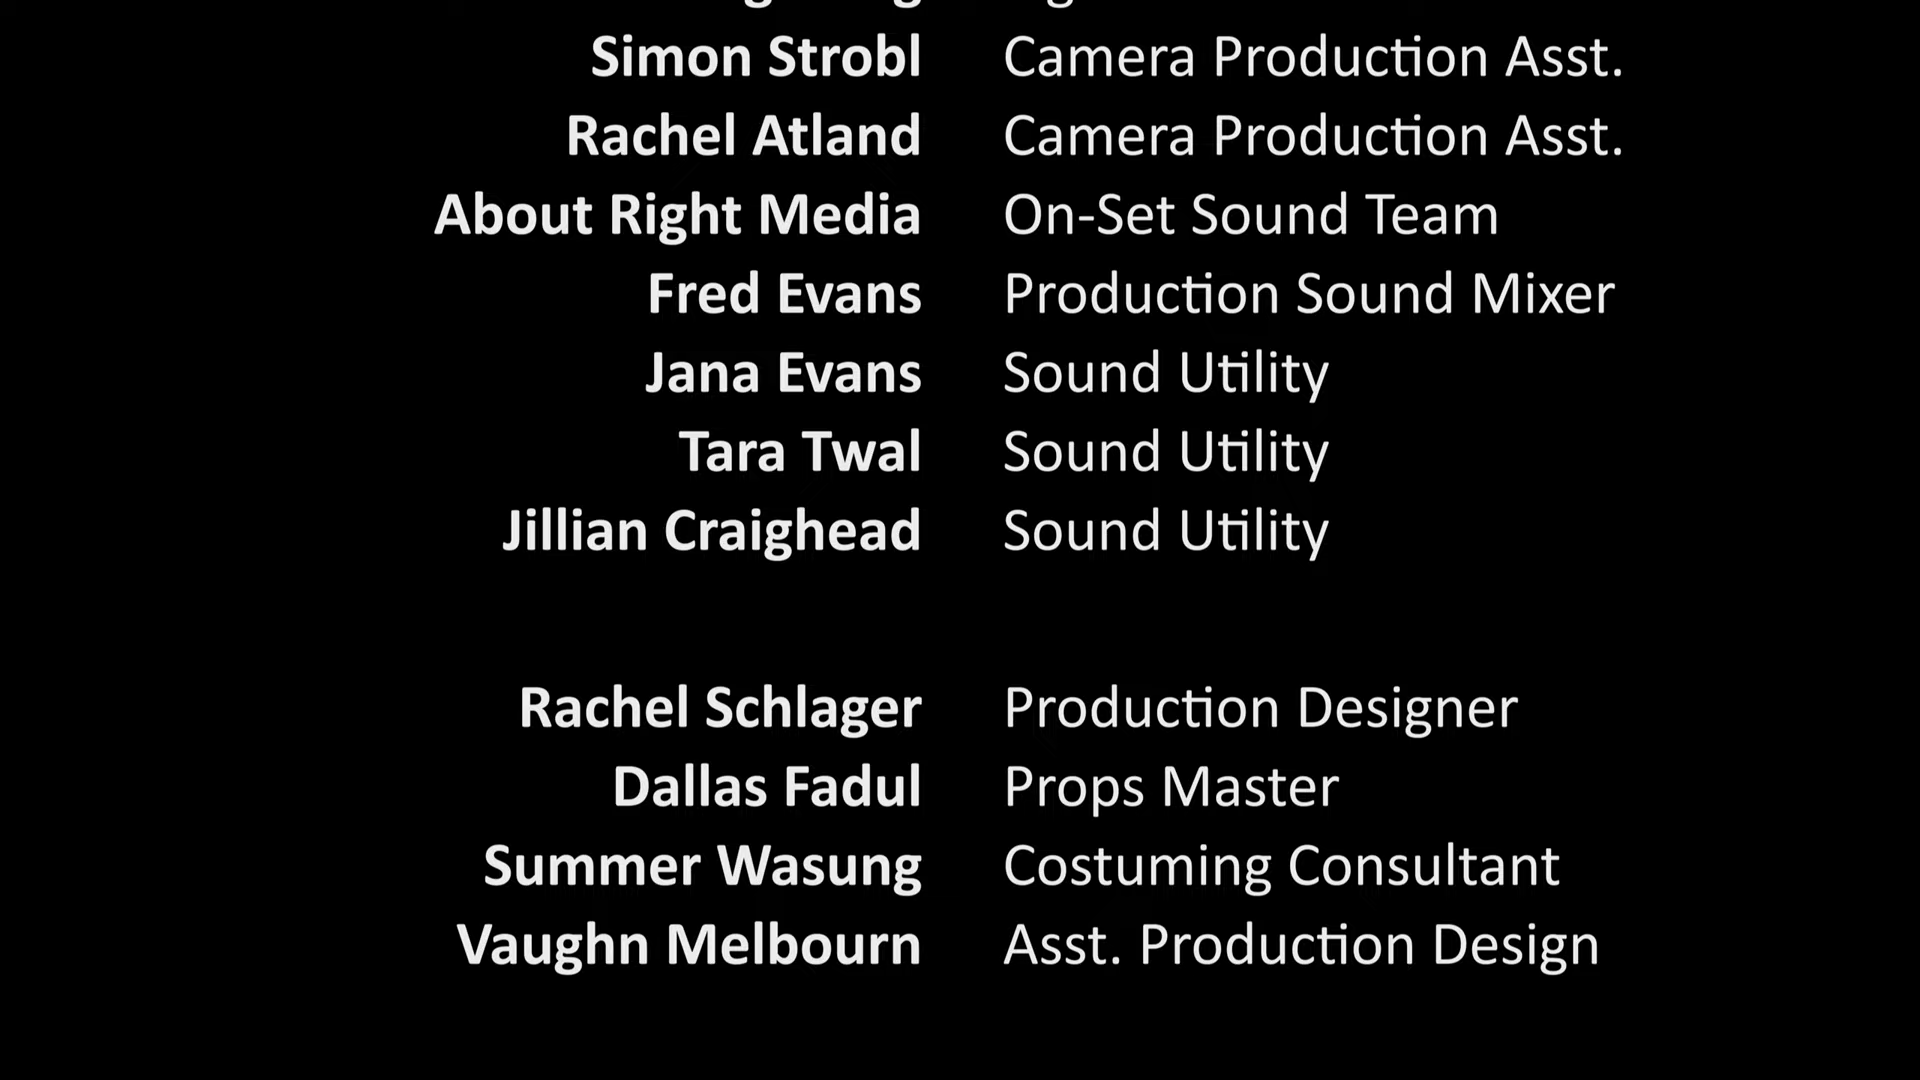 Simon Strobl Camera Production Asst.
Rachel Atland Camera Production Asst.
About Right Media On-Set Sound Team
Fred Evans Production Sound Mixer
Jana Evans Sound Utility
Tara Twal Sound Utility
Jillian Craighead Sound Utility
Rachel Schlager Production Designer
Dallas Fadul Props Master
Summer Wasung Costuming Consultant
Vaughn Melbourn Asst. Production Design